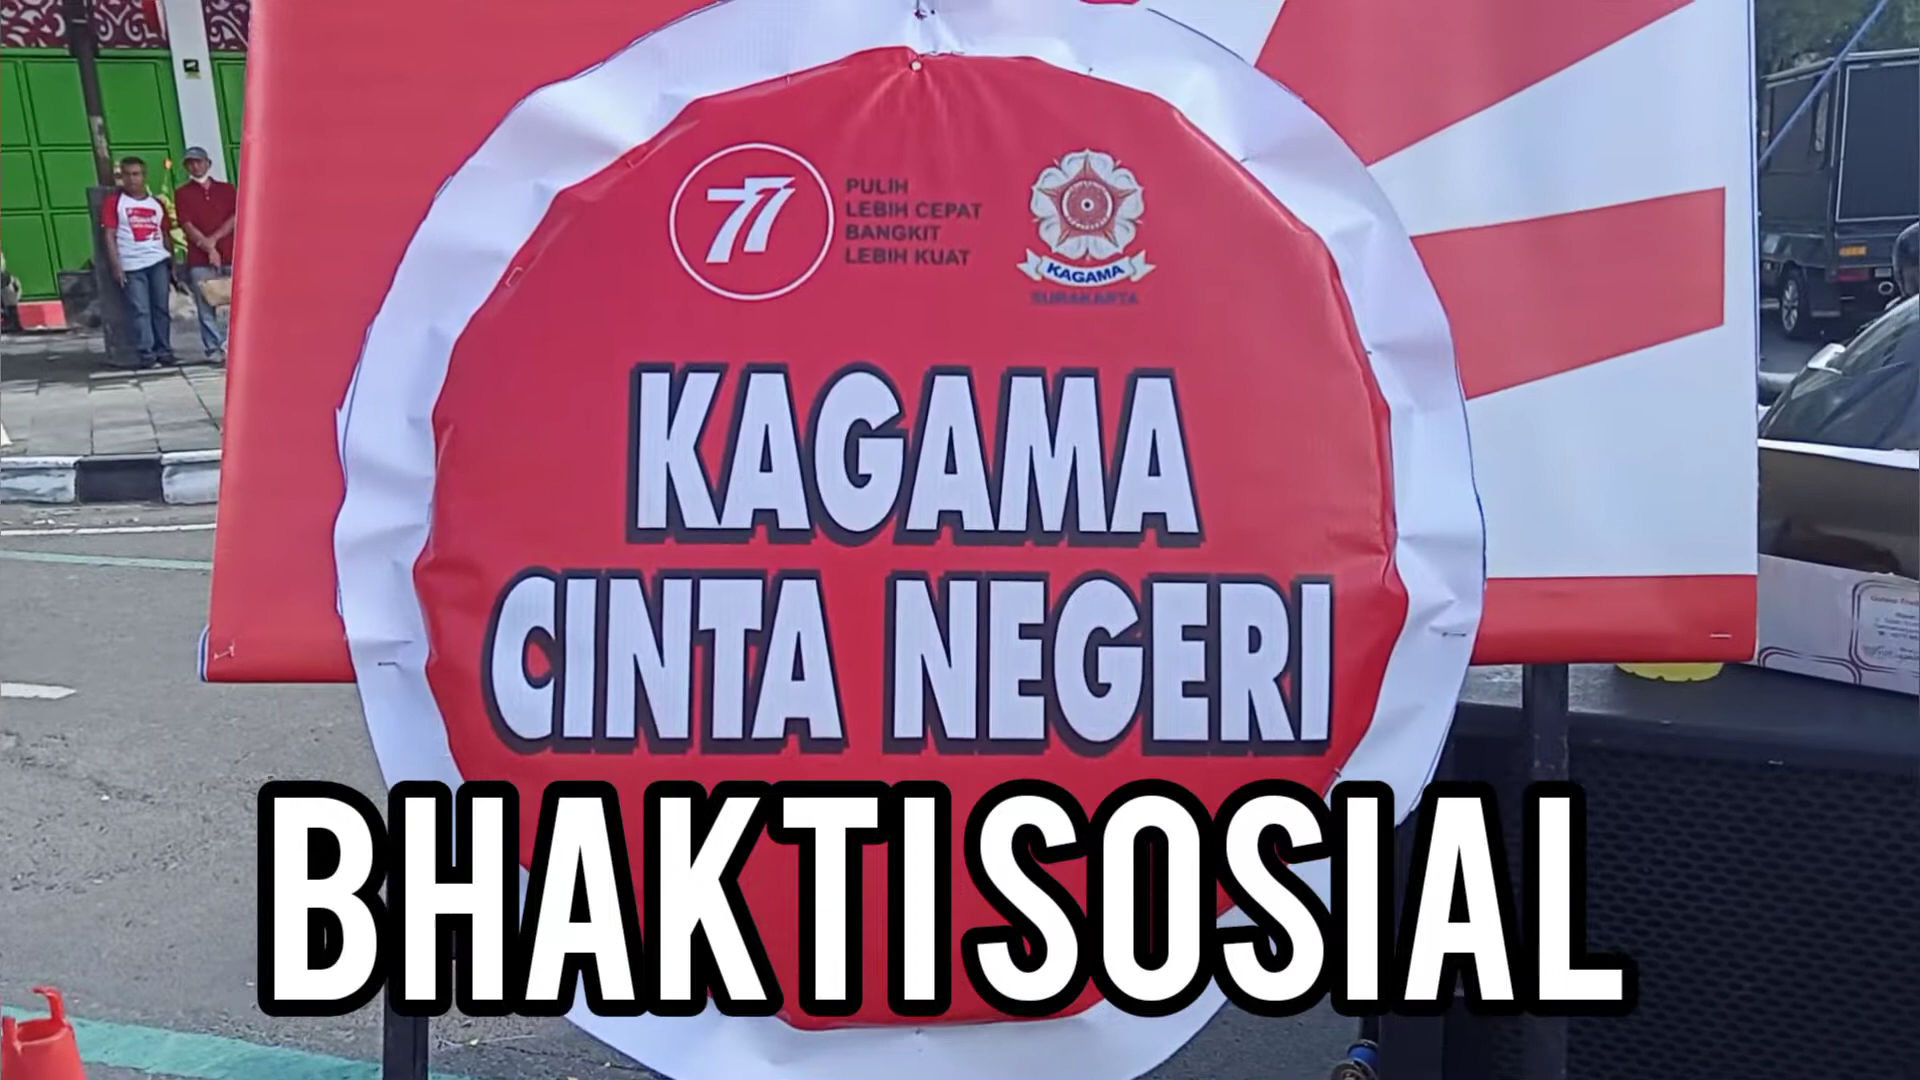 77
PULIH
LEBIH CEPAT
BANGKIT
LEBIH KUAT
KAGAMA
SURAKARTA
KAGAMA
CINTA NEGERI
BHAKTI SOSIAL